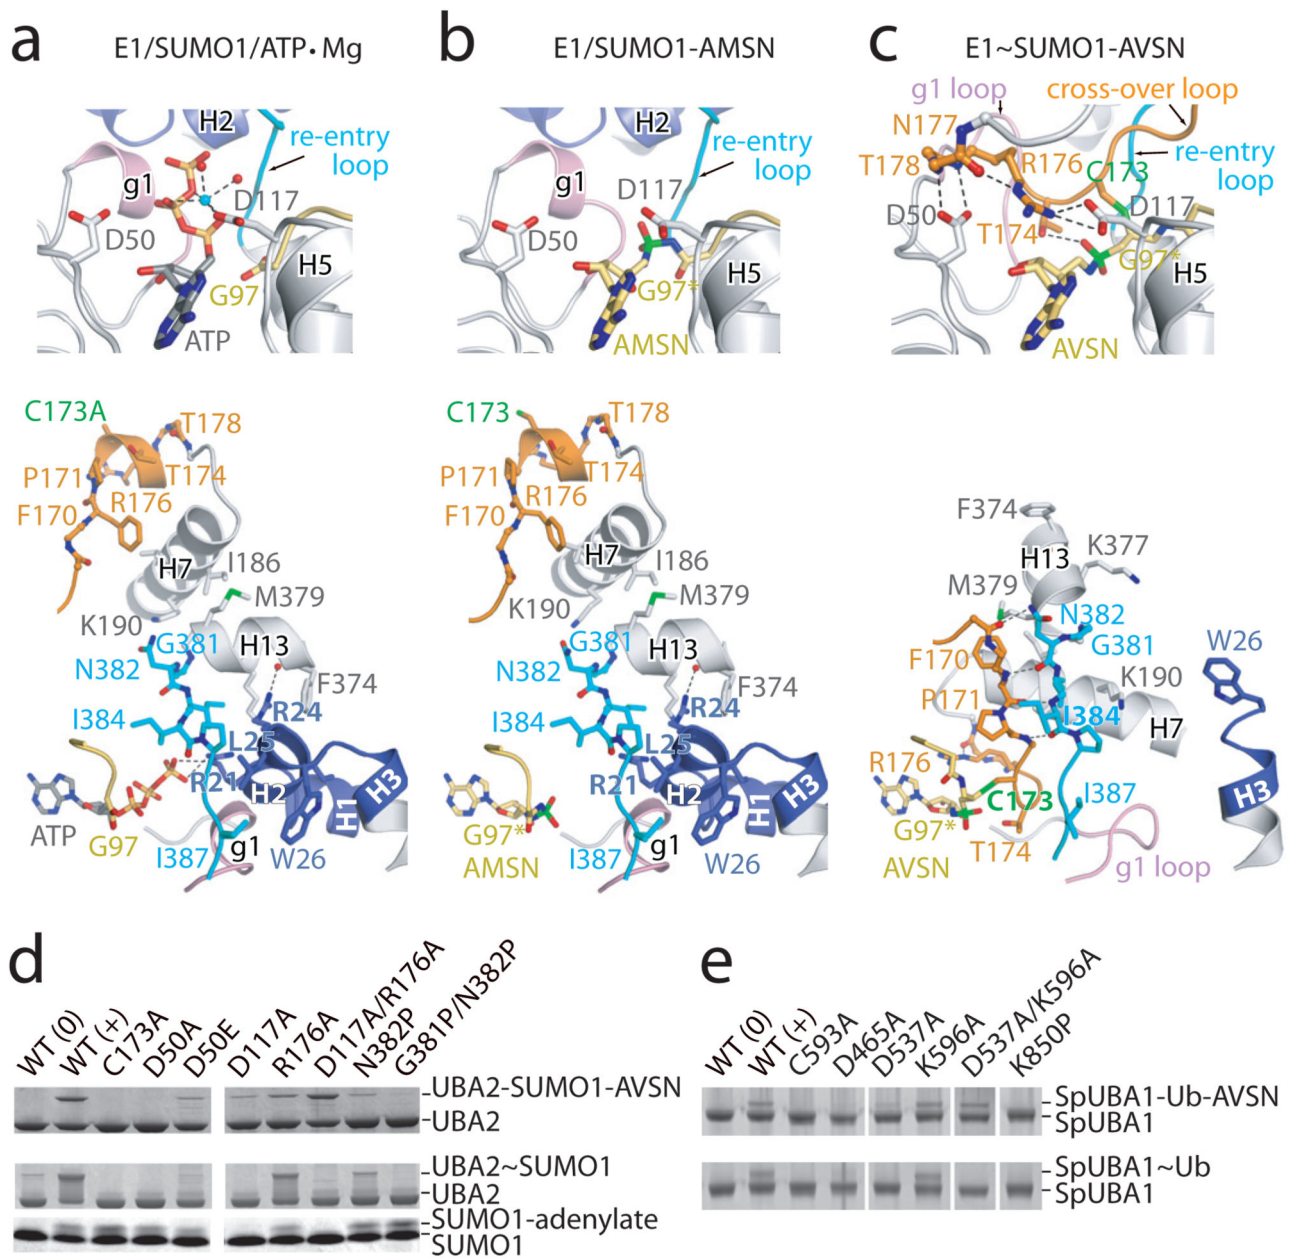 a
E1/SUMO1/ATP·Mg
H2
re-entry
loop
g1
D117
D50
H5
G97
ATP
b
E1/SUMO1-AMSN
H2
re-entry
loop
g1
D117
D50
G97*
H5
AMSN
c
E1~SUMO1-AVSN
g1 loop
cross-over loop
N177
T178
R176
C173
re-entry
loop
D50
D117
T174
G97*
H5
AVSN
C173A
T178
P171
T174
R176
F170
H7
I186
M379
K190
G381
H13
N382
F374
I384
R24
L25
R21
H2
H1
H3
ATP
G97
I387
g1
W26
C173
T178
P171
T174
R176
F170
H7
I186
M379
K190
G381
H13
N382
F374
I384
R24
L25
R21
H2
H1
H3
G97*
AMSN
I387
g1
W26
F374
H13
K377
M379
N382
G381
W26
F170
K190
P171
I384
H7
R176
C173
I387
H3
G97*
T174
AVSN
g1 loop
d
WT (0)
WT (+)
C173A
D50A
D50E
D117A
R176A
D117A/R176A
N382P
G381P/N382P
UBA2-SUMO1-AVSN
UBA2
UBA2~SUMO1
UBA2
SUMO1-adenylate
SUMO1
e
WT (0)
WT (+)
C593A
D465A
D537A
K596A
D537A/K596A
K850P
SpUBA1-Ub-AVSN
SpUBA1
SpUBA1~Ub
SpUBA1